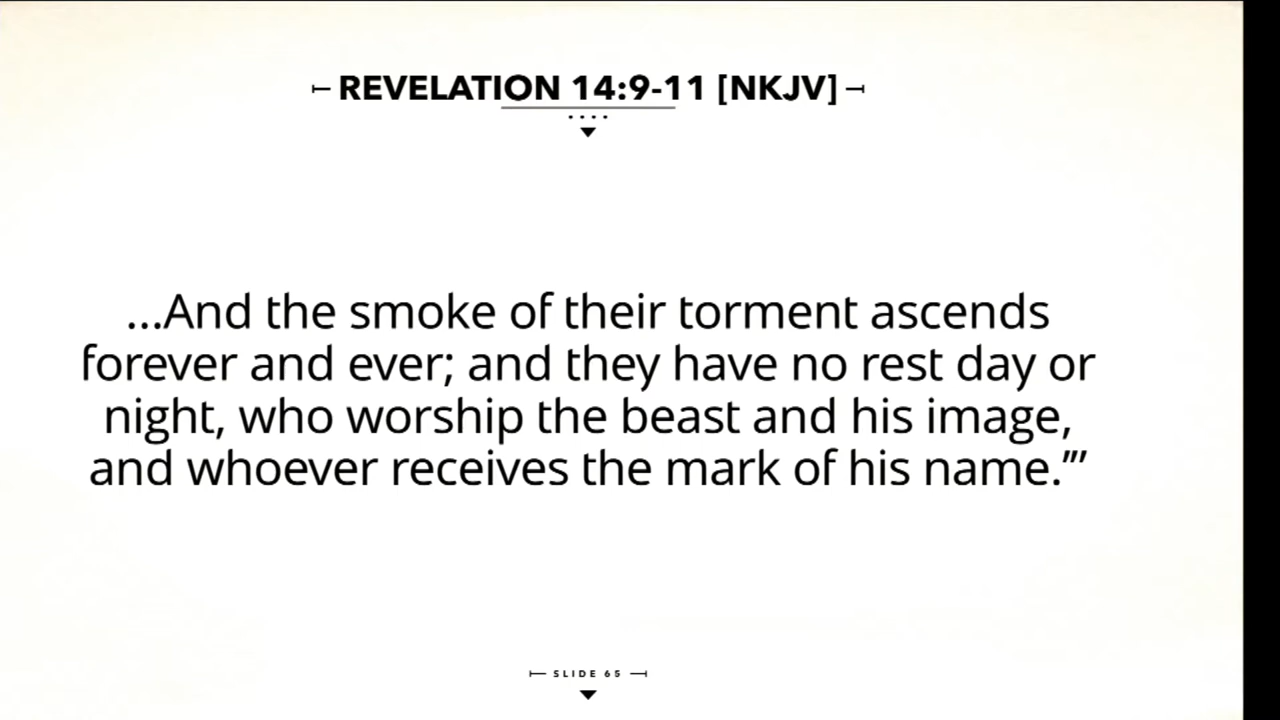 REVELATION 14:9-11 [NKJV]
...And the smoke of their torment ascends
forever and ever; and they have no rest day or
night, who worship the beast and his image,
and whoever receives the mark of his name.’”
SLIDE 65